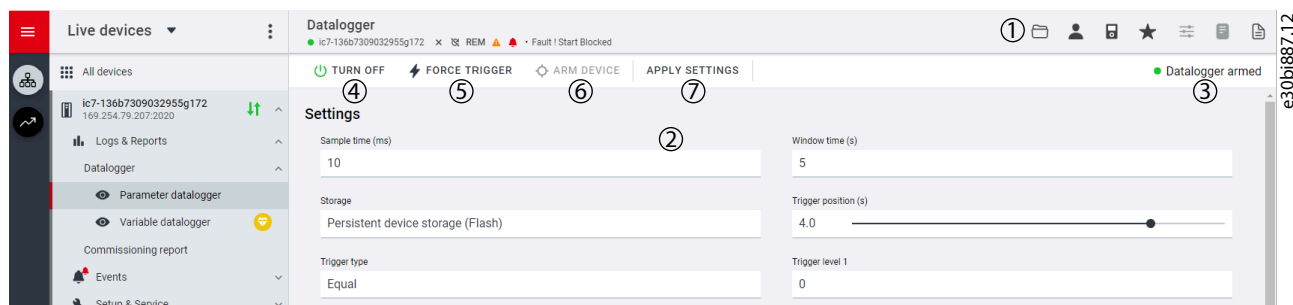 Live devices
Datalogger
ic7-136b7309032955g172 REM • Fault ! Start Blocked
①
All devices
TURN OFF FORCE TRIGGER ARM DEVICE APPLY SETTINGS Datalogger armed
④ ⑤ ⑥ ⑦ ③
ic7-136b7309032955g172
169.254.79.207:2020
Logs & Reports
Datalogger
Parameter datalogger
Variable datalogger
Commissioning report
Events
Setup & Service
Settings
②
Sample time (ms) Window time (s)
10 5
Storage Trigger position (s)
Persistent device storage (Flash) 4.0
Trigger type Trigger level 1
Equal 0
e30bi887.12